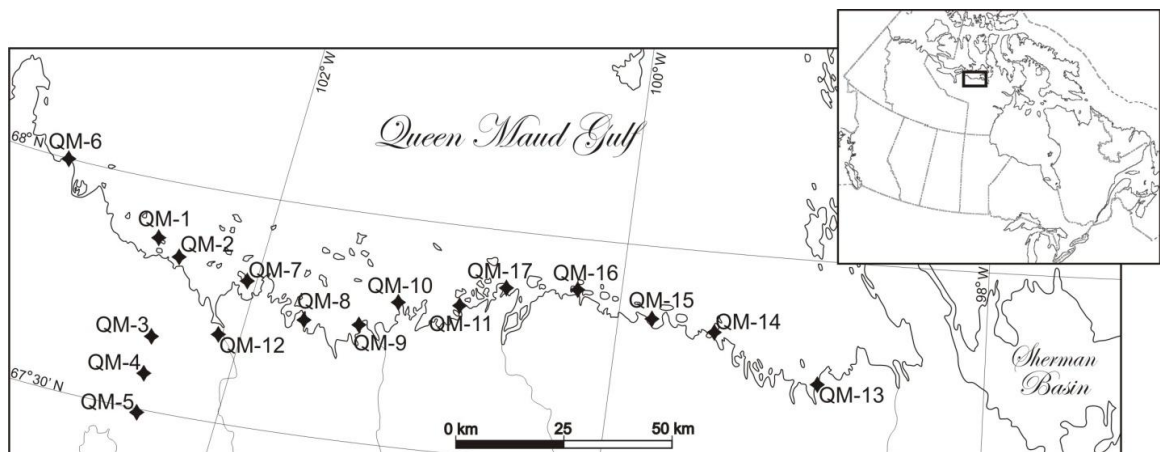 102° W
100° W
Queen Maud Gulf
68° N
QM-6
QM-1
QM-2
QM-7
QM-10
QM-17
QM-16
QM-8
QM-15
98° W
QM-11
QM-14
QM-3
QM-12
QM-9
Sherman
Basin
QM-4
67° 30' N
QM-13
QM-5
0 km 25 50 km